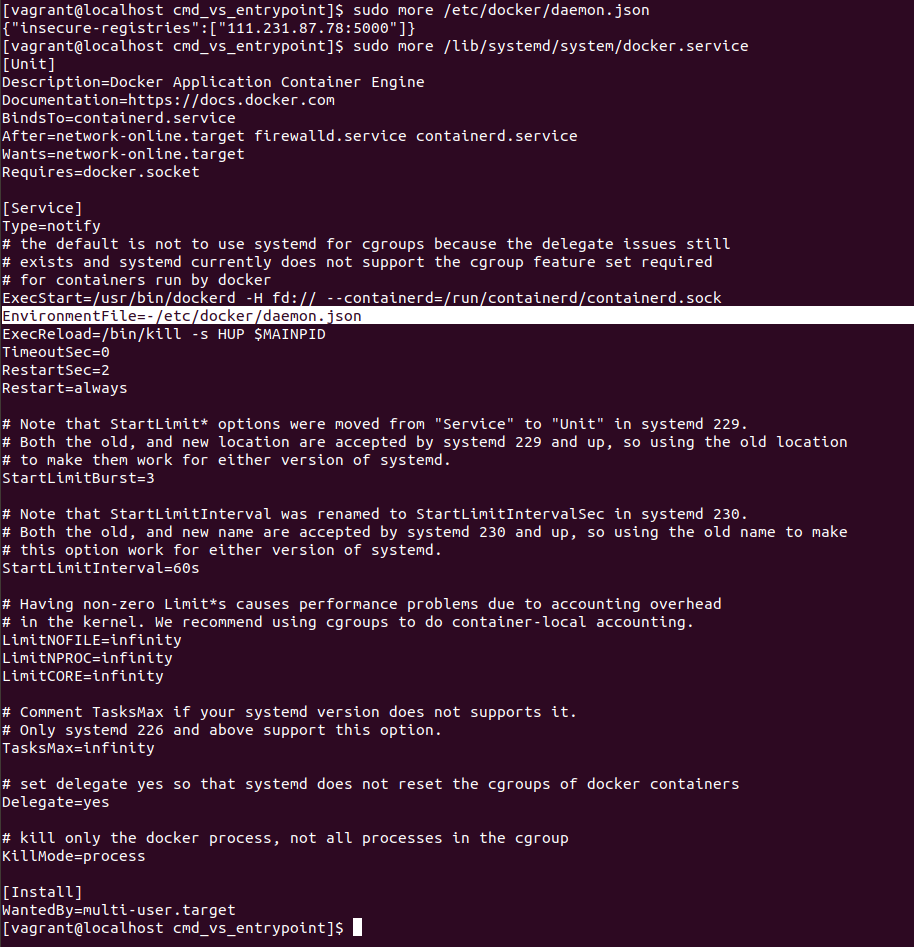 [vagrant@localhost cmd_vs_entrypoint]$ sudo more /etc/docker/daemon.json
{"insecure-registries":["111.231.87.78:5000"]}
[vagrant@localhost cmd_vs_entrypoint]$ sudo more /lib/systemd/system/docker.service
[Unit]
Description=Docker Application Container Engine
Documentation=https://docs.docker.com
BindsTo=containerd.service
After=network-online.target firewalld.service containerd.service
Wants=network-online.target
Requires=docker.socket

[Service]
Type=notify
# the default is not to use systemd for cgroups because the delegate issues still
# exists and systemd currently does not support the cgroup feature set required
# for containers run by docker
ExecStart=/usr/bin/dockerd -H fd:// --containerd=/run/containerd/containerd.sock
EnvironmentFile=-/etc/docker/daemon.json
ExecReload=/bin/kill -s HUP $MAINPID
TimeoutSec=0
RestartSec=2
Restart=always

# Note that StartLimit* options were moved from "Service" to "Unit" in systemd 229.
# Both the old, and new location are accepted by systemd 229 and up, so using the old location
# to make them work for either version of systemd.
StartLimitBurst=3

# Note that StartLimitInterval was renamed to StartLimitIntervalSec in systemd 230.
# Both the old, and new name are accepted by systemd 230 and up, so using the old name to make
# this option work for either version of systemd.
StartLimitInterval=60s

# Having non-zero Limit*s causes performance problems due to accounting overhead
# in the kernel. We recommend using cgroups to do container-local accounting.
LimitNOFILE=infinity
LimitNPROC=infinity
LimitCORE=infinity

# Comment TasksMax if your systemd version does not supports it.
# Only systemd 226 and above support this option.
TasksMax=infinity

# set delegate yes so that systemd does not reset the cgroups of docker containers
Delegate=yes

# kill only the docker process, not all processes in the cgroup
KillMode=process

[Install]
WantedBy=multi-user.target
[vagrant@localhost cmd_vs_entrypoint]$